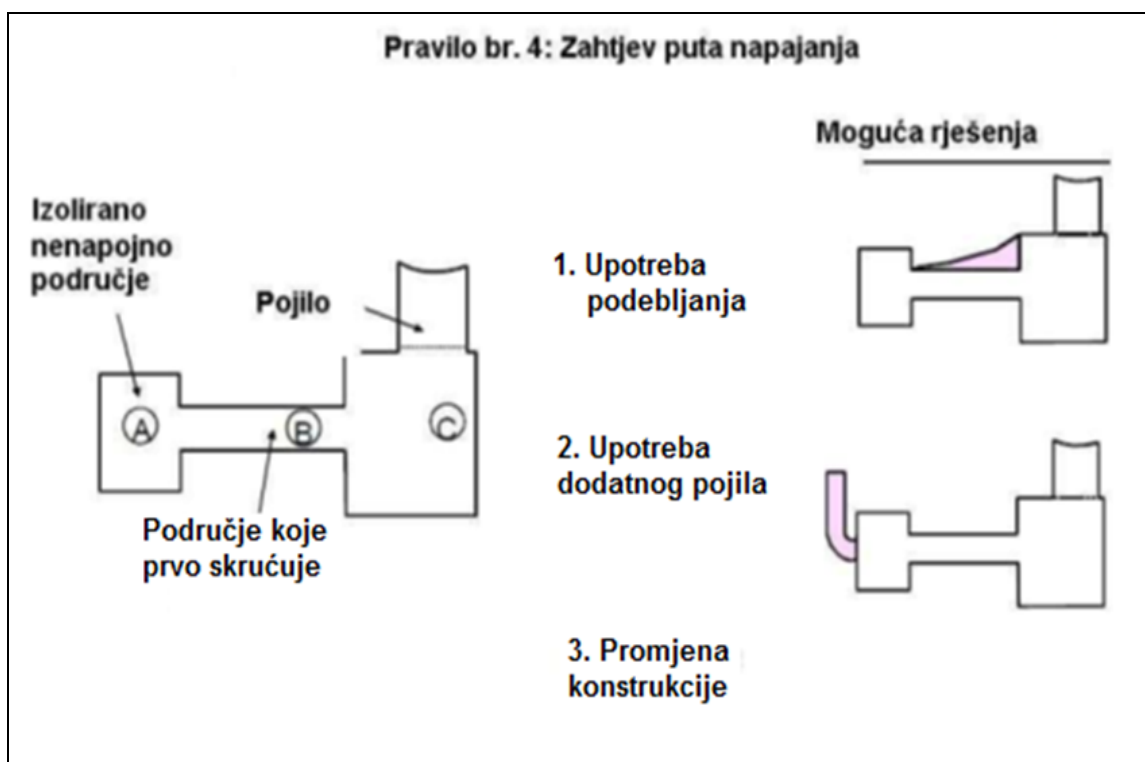 Pravilo br. 4: Zahtjev puta napajanja
Moguća rješenja
Izolirano
nenapojno
područje
Pojilo
A
B
C
Područje koje
prvo skrućuje
1. Upotreba
podebljanja
2. Upotreba
dodatnog pojila
3. Promjena
konstrukcije